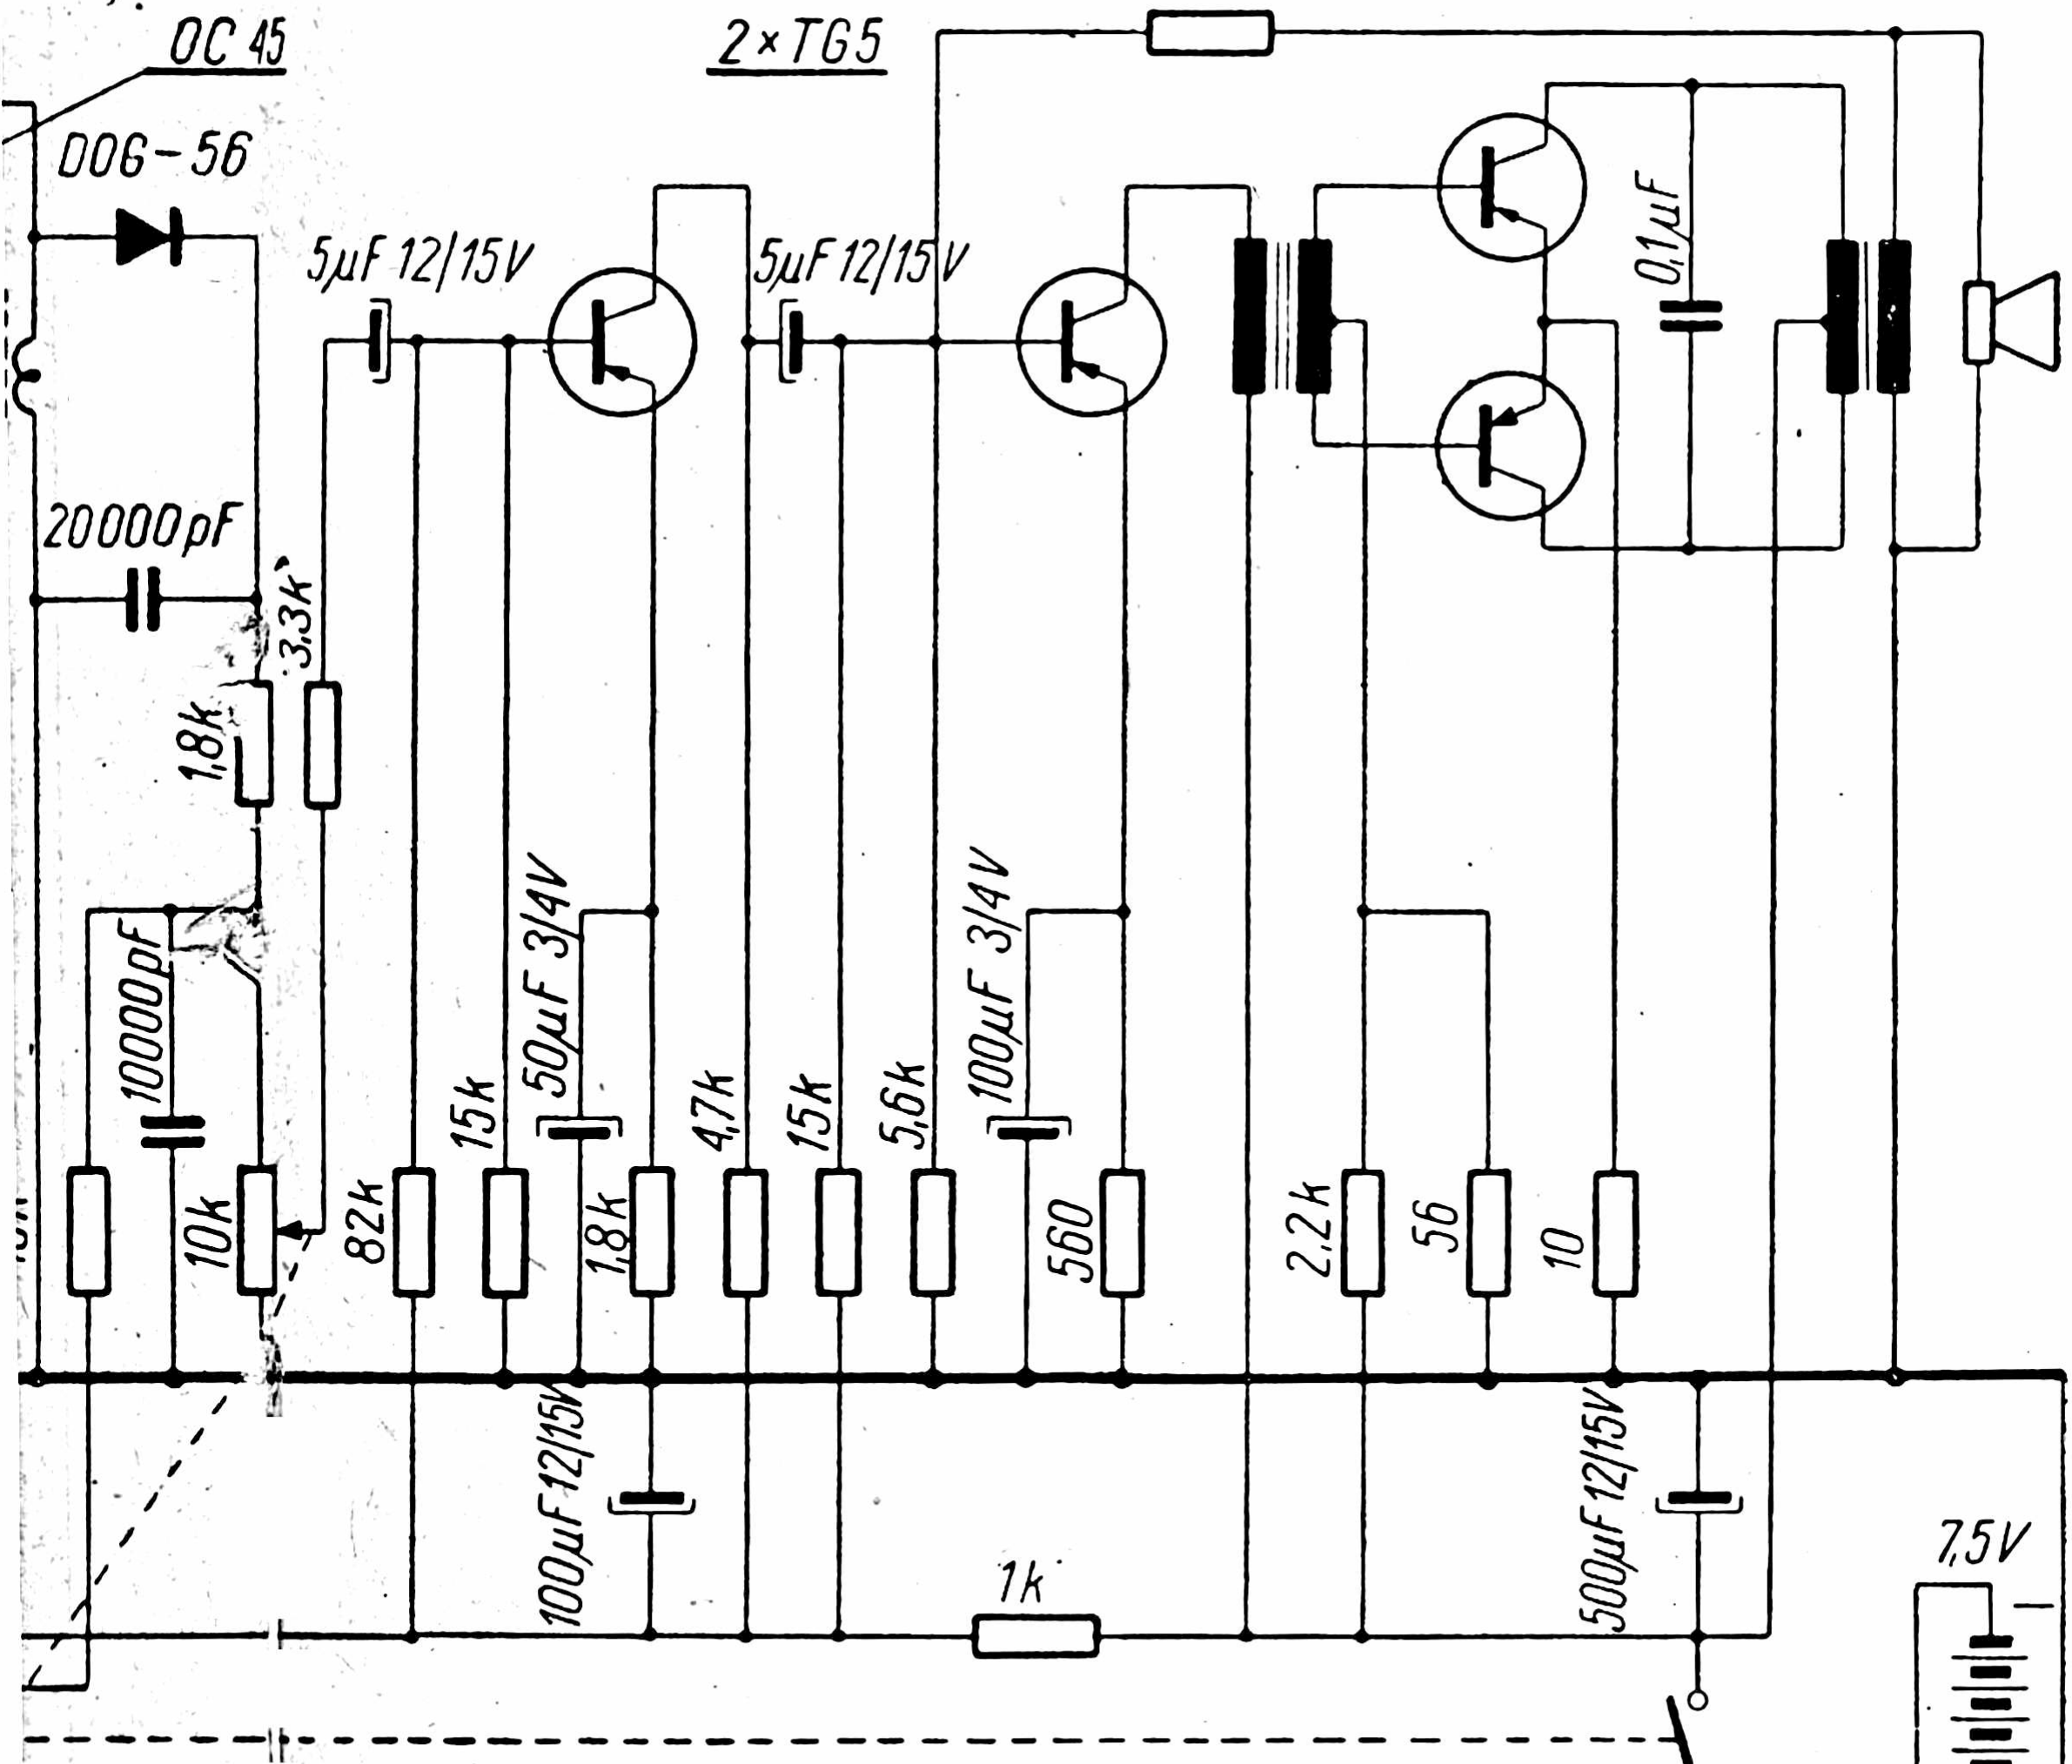 OC 45
2×TG5
DOG-56
5µF 12/15V
5µF 12/15V
0,1µF
20000pF
3,3k
1,8k
10000pF
50µF 3/4V
100µF 3/4V
10k
82k
15k
1,8k
4,7k
15k
5,6k
560
2,2k
56
10
100µF 12/15V
500µF 12/15V
1k
7,5V